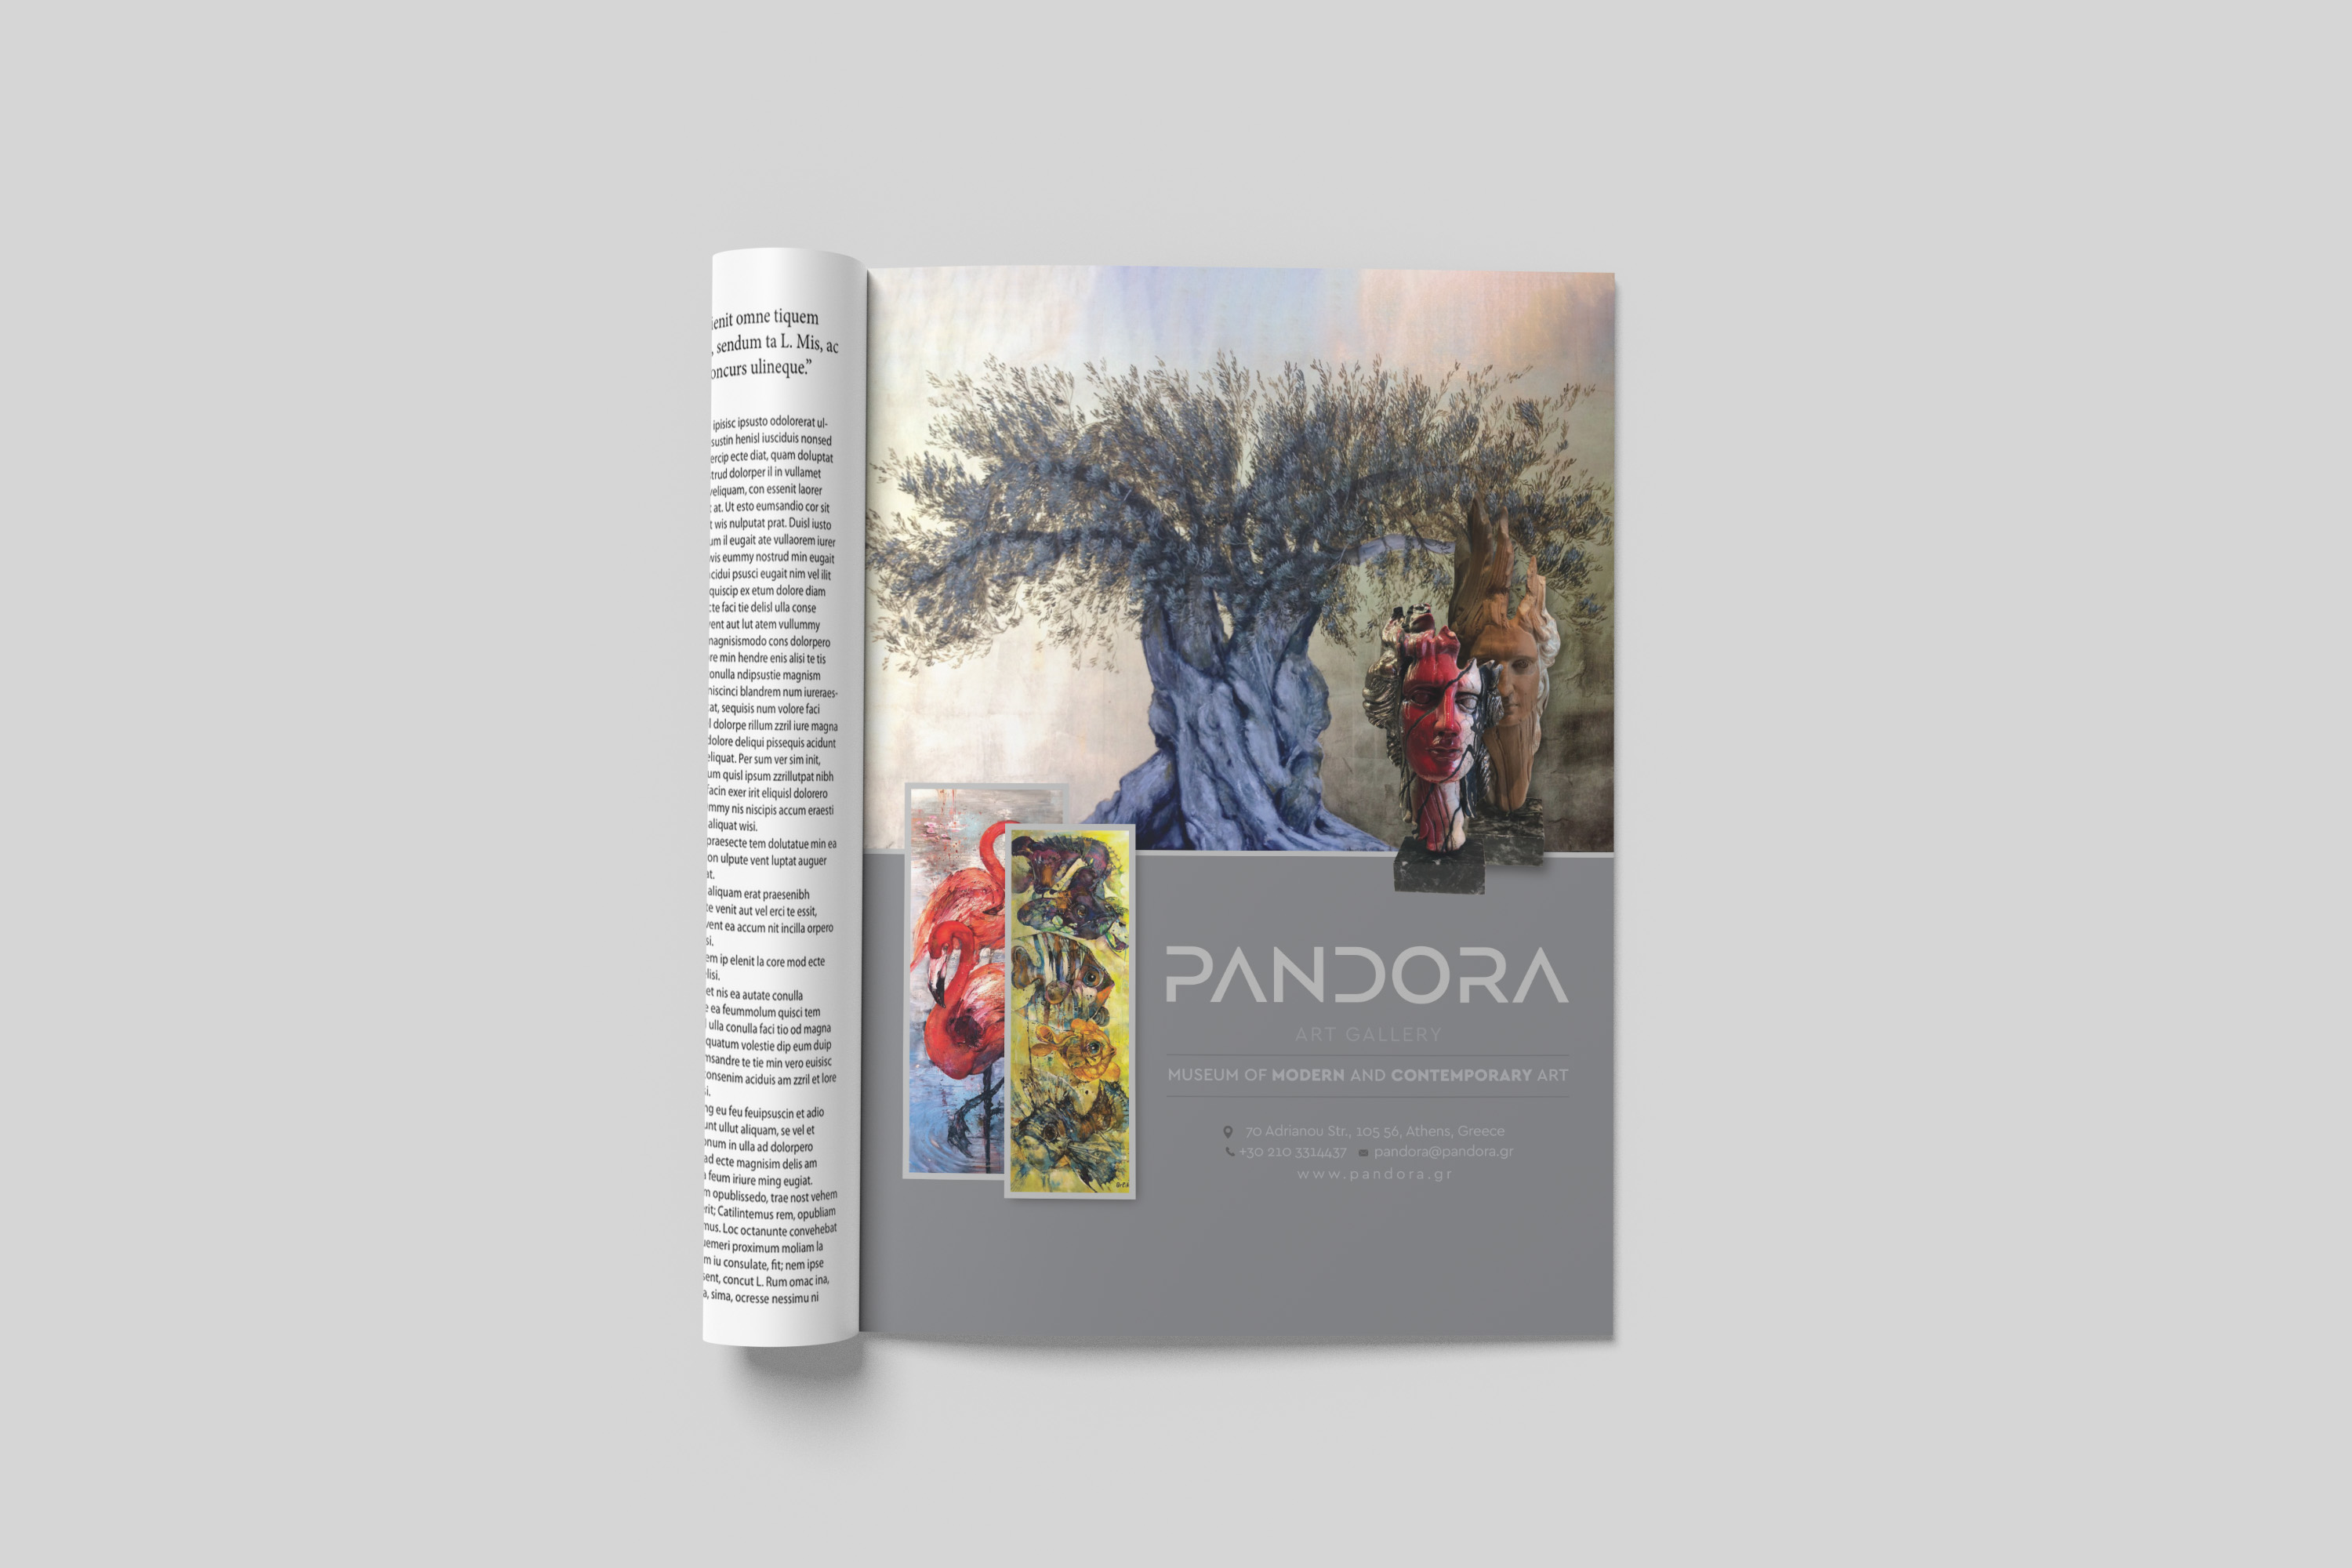 ienit omne tiquem
, sendum ta L. Mis, ac
oncurs ulineque.”
ipisisc ipsusto odolorerat ul-
sustin henisl iusciduis nonsed
ercip ecte diat, quam doluptat
trud dolorper il in vullamet
veliquam, con essenit laorer
at. Ut esto eumsandio cor sit
t wis nulputat prat. Duisl iusto
um il eugait ate vullaorem iurer
wis eummy nostrud min eugait
cidui psusci eugait nim vel ilit
quiscip ex etum dolore diam
te faci tie delisl ulla conse
vent aut lut atem vullummy
nagnisismodo cons dolorpero
re min hendre enis alisi te tis
onulla ndipsustie magnism
niscinci blandrem num iureraes-
at, sequisis num volore faci
l dolorpe rillum zzril iure magna
dolore deliqui pissequis acidunt
eliquat. Per sum ver sim init,
um quisl ipsum zzrillutpat nibh
facin exer irit eliquisl dolorero
mmy nis niscipis accum eraesti
aliquat wisi.
praesecte tem dolutatue min ea
on ulpute vent luptat auguer
at.
aliquam erat praesenibh
te venit aut vel erci te essit,
vent ea accum nit incilla orpero
si.
em ip elenit la core mod ecte
lisi.
et nis ea autate conulla
e ea feummolum quisci tem
ulla conulla faci tio od magna
quatum volestie dip eum duip
nsandre te tie min vero euisisc
onsenim aciduis am zzril et lore
si.
ng eu feu feuipsuscin et adio
unt ullut aliquam, se vel et
onum in ulla ad dolorpero
ad ecte magnisim delis am
feum iriure ming eugiat.
m opublissedo, trae nost vehem
rit; Catilintemus rem, opubliam
mus. Loc octanunte convehebat
uemeri proximum moliam la
m iu consulate, fit; nem ipse
sent, concut L. Rum omac ina,
a, sima, ocresse nessimu ni
PANDORA
ART GALLERY
MUSEUM OF MODERN AND CONTEMPORARY ART
70 Adrianou Str., 105 56, Athens, Greece
+30 210 3314437 pandora@pandora.gr
www.pandora.gr